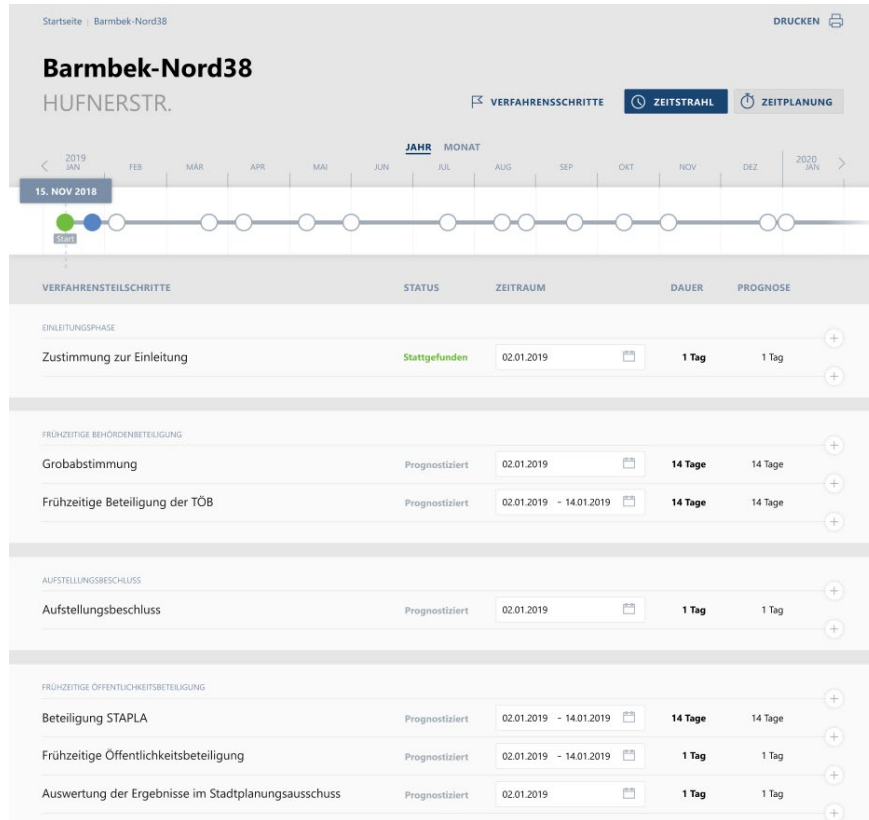 Startseite | Barmbek-Nord38
DRUCKEN
Barmbek-Nord38
HUFNERSTR.
VERFAHRENSSCHRITTE ZEITSTRAHL ZEITPLANUNG
JAHR MONAT
2019 2020
JAN FEB MÄR APR MAI JUN JUL AUG SEP OKT NOV DEZ JAN
15. NOV 2018
Start
VERFAHRENSTEILSCHRITTE STATUS ZEITRAUM DAUER PROGNOSE
EINLEITUNGSPHASE
Zustimmung zur Einleitung Stattgefunden 02.01.2019 1 Tag 1 Tag
FRÜHZEITIGE BEHÖRDENBETEILIGUNG
Grobabstimmung Prognostiziert 02.01.2019 14 Tage 14 Tage
Frühzeitige Beteiligung der TÖB Prognostiziert 02.01.2019 - 14.01.2019 14 Tage 14 Tage
AUFSTELLUNGSBESCHLUSS
Aufstellungsbeschluss Prognostiziert 02.01.2019 1 Tag 1 Tag
FRÜHZEITIGE ÖFFENTLICHKEITSBETEILIGUNG
Beteiligung STAPLA Prognostiziert 02.01.2019 - 14.01.2019 14 Tage 14 Tage
Frühzeitige Öffentlichkeitsbeteiligung Prognostiziert 02.01.2019 - 14.01.2019 1 Tag 1 Tag
Auswertung der Ergebnisse im Stadtplanungsausschuss Prognostiziert 02.01.2019 1 Tag 1 Tag